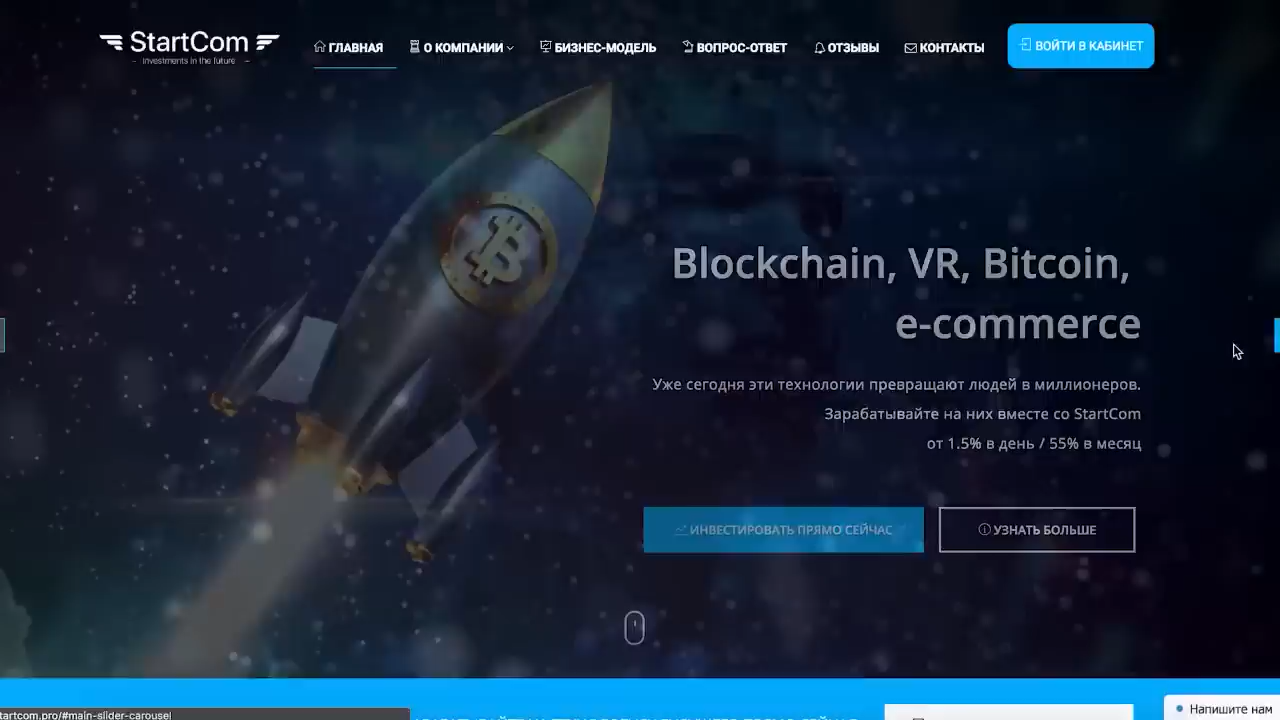 StartCom
investments in the future
ГЛАВНАЯ
О КОМПАНИИ
БИЗНЕС-МОДЕЛЬ
ВОПРОС-ОТВЕТ
ОТЗЫВЫ
КОНТАКТЫ
ВОЙТИ В КАБИНЕТ
Blockchain, VR, Bitcoin,
e-commerce
Уже сегодня эти технологии превращают людей в миллионеров.
Зарабатывайте на них вместе со StartCom
от 1.5% в день / 55% в месяц
ИНВЕСТИРОВАТЬ ПРЯМО СЕЙЧАС
УЗНАТЬ БОЛЬШЕ
tartcom.pro/#main-slider-carousel
Напишите нам